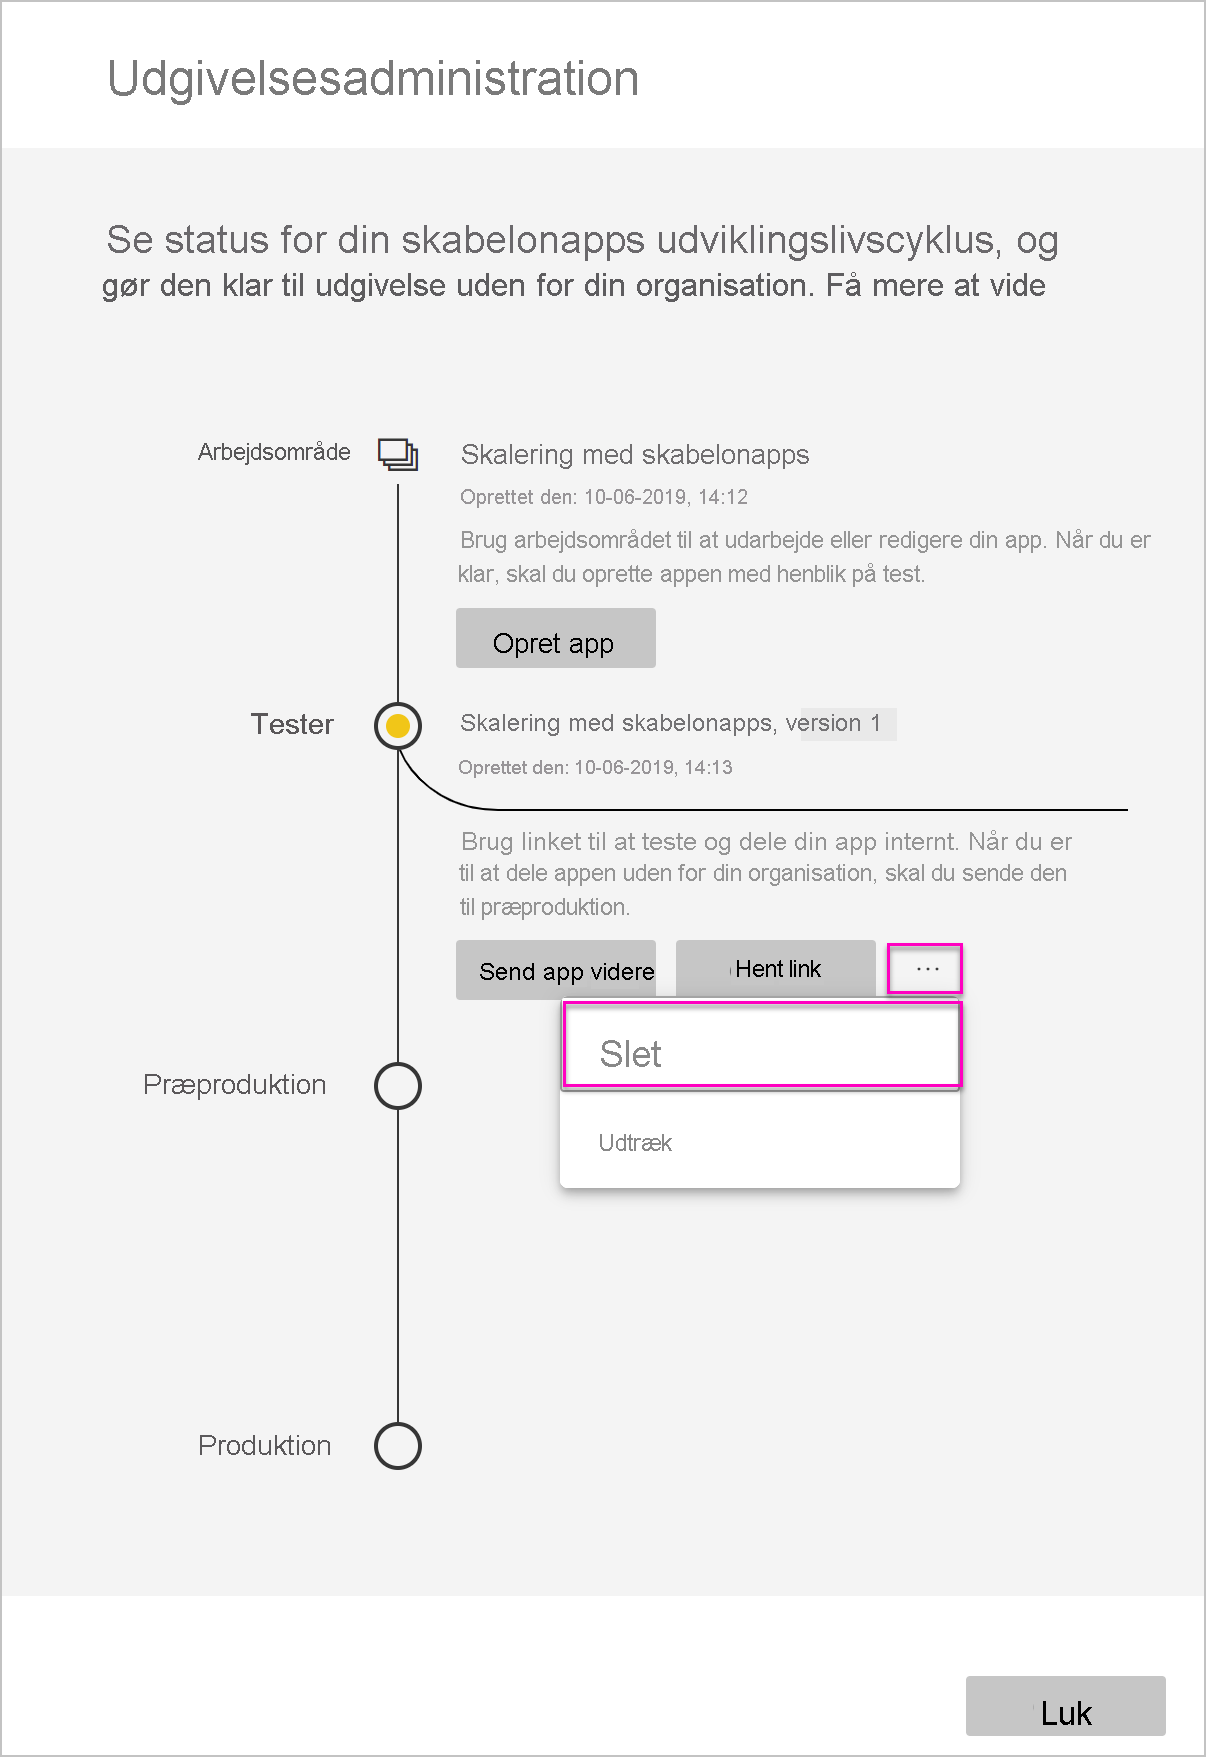 Udgivelsesadministration
Se status for din skabelonapps udviklingslivscyklus, og
gør den klar til udgivelse uden for din organisation. Få mere at vide
Arbejdsområde
Skalering med skabelonapps
Oprettet den: 10-06-2019, 14:12
Brug arbejdsområdet til at udarbejde eller redigere din app. Når du er
klar, skal du oprette appen med henblik på test.
Opret app
Tester
Skalering med skabelonapps, version 1
Oprettet den: 10-06-2019, 14:13
Brug linket til at teste og dele din app internt. Når du er
til at dele appen uden for din organisation, skal du sende den
til præproduktion.
Send app videre
Hent link
...
Slet
Udtræk
Præproduktion
Produktion
Luk